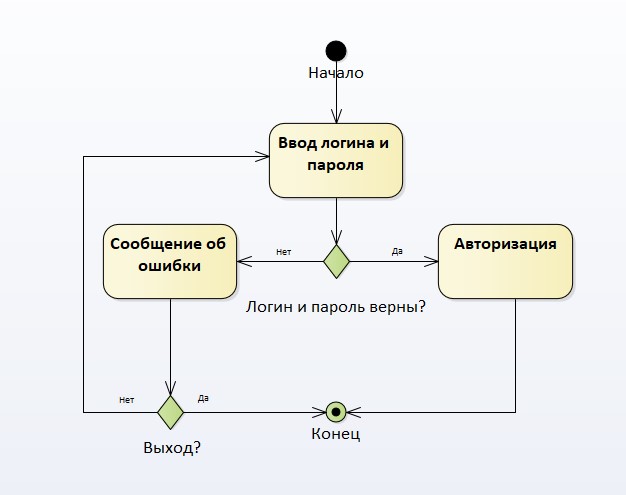 Начало
Ввод логина и
пароля
Сообщение об
ошибки
Нет
Да
Авторизация
Логин и пароль верны?
Нет
Да
Выход?
Конец